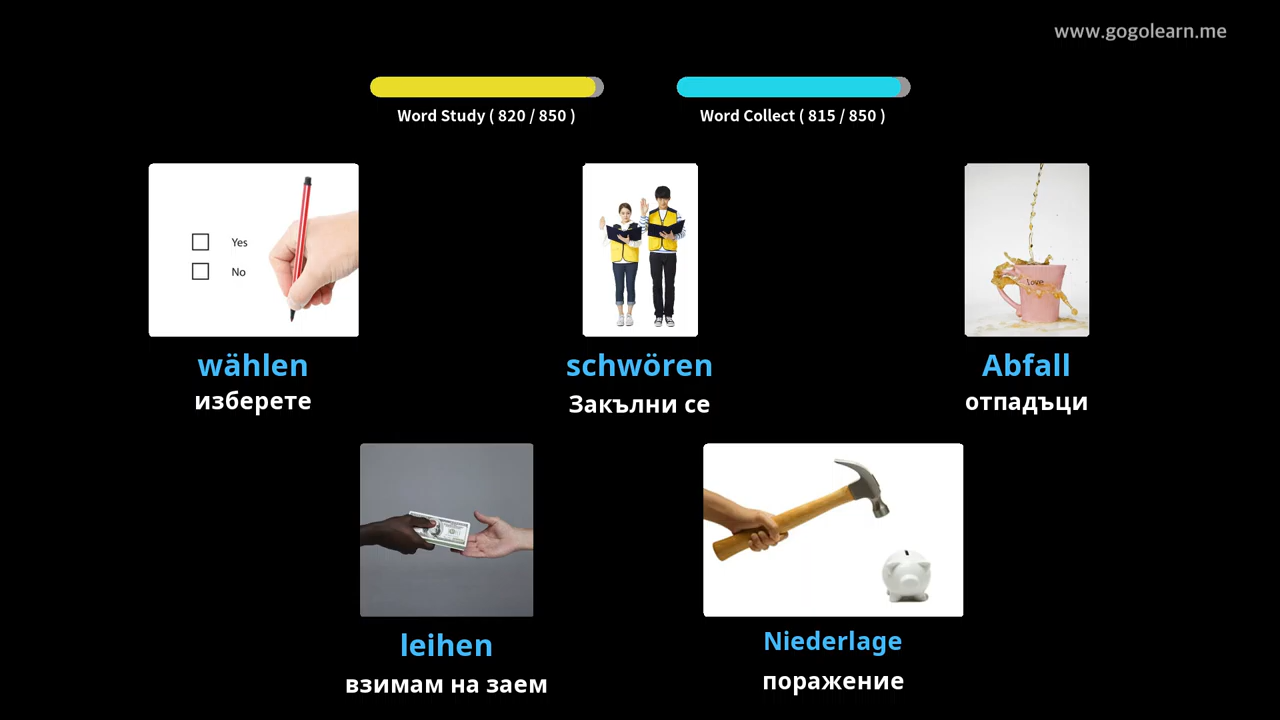 www.gogolearn.me
Word Study ( 820 / 850 )
Word Collect ( 815 / 850 )
Yes
No
Love
wählen
schwören
Abfall
изберете
Закълни се
отпадъци
leihen
Niederlage
взимам на заем
поражение